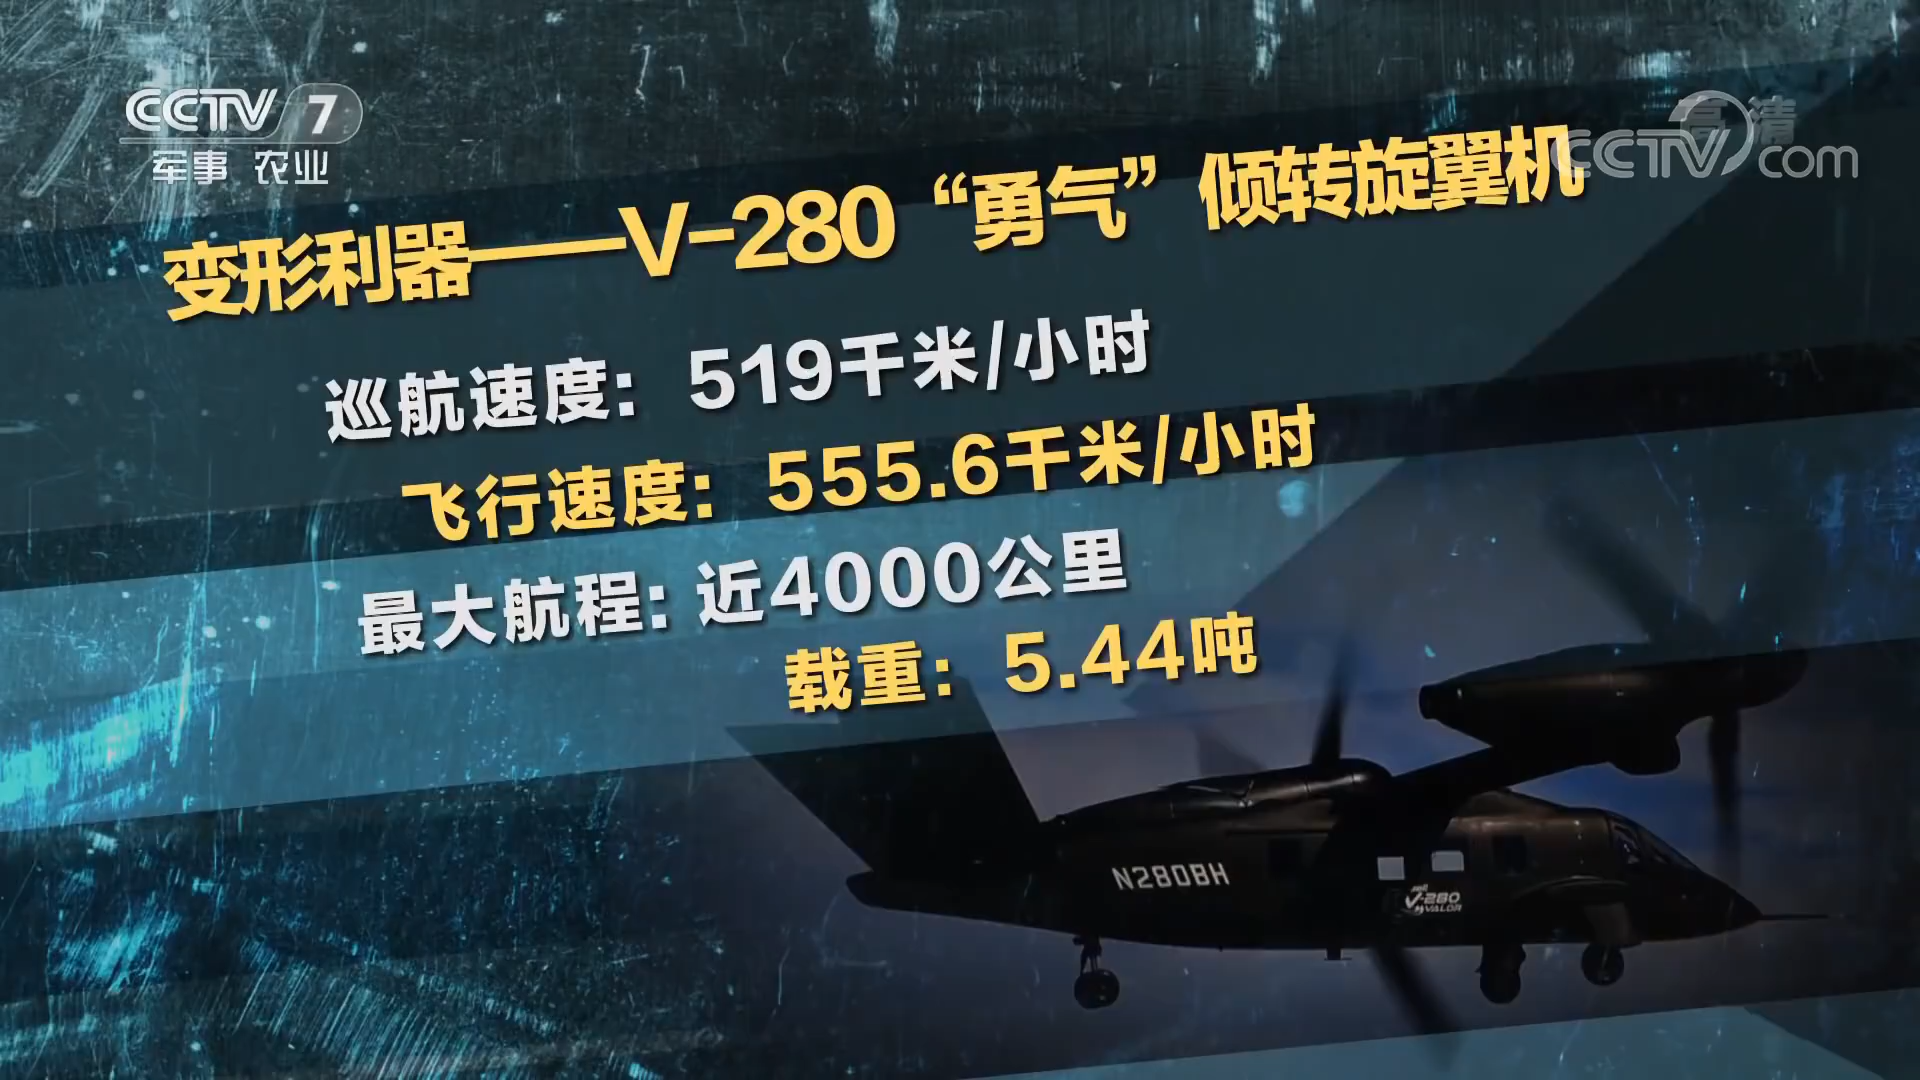 CCTV 7
军事 农业
高清
CCTV.com
变形利器——V-280“勇气”倾转旋翼机
巡航速度：519千米/小时
飞行速度：555.6千米/小时
最大航程：近4000公里
载重：5.44吨
N280BH
Bell
V-280
VALOR